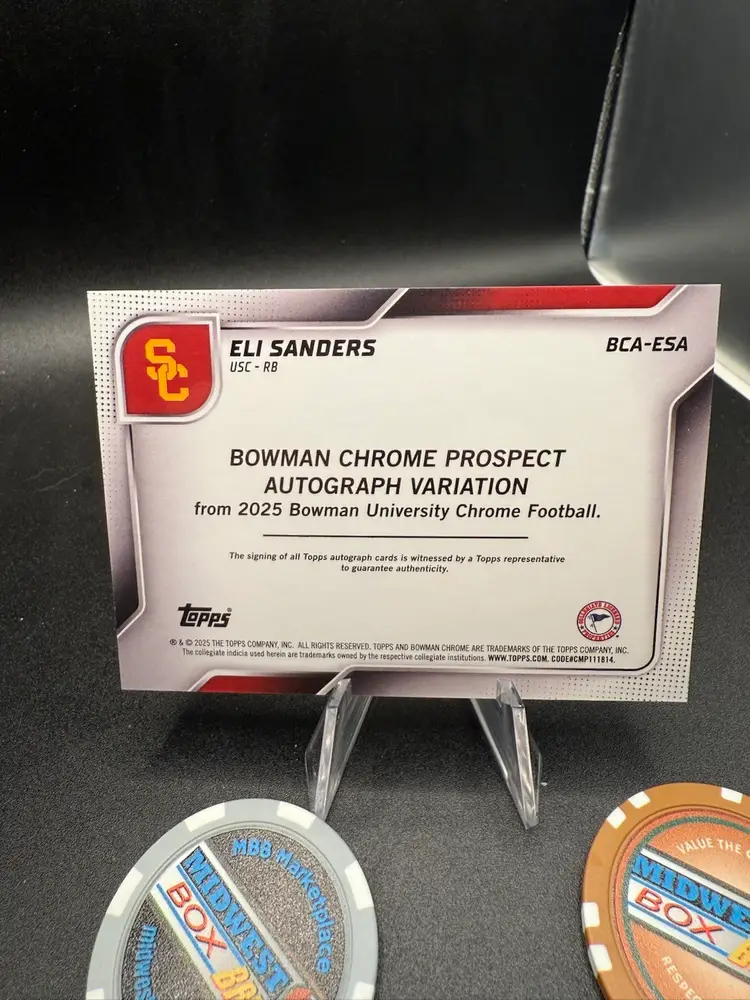 SC
ELI SANDERS
USC - RB
BCA-ESA
BOWMAN CHROME PROSPECT
AUTOGRAPH VARIATION
from 2025 Bowman University Chrome Football.
The signing of all Topps autograph cards is witnessed by a Topps representative
to guarantee authenticity.
TOPPS
® & © 2025 THE TOPPS COMPANY, INC. ALL RIGHTS RESERVED. TOPPS AND BOWMAN CHROME ARE TRADEMARKS OF THE TOPPS COMPANY, INC.
The collegiate indicia used herein are trademarks owned by the respective collegiate institutions. WWW.TOPPS.COM. CODE#CMP111814.
MBB Marketplace
MIDWEST
BOX
VALUE THE
MIDWE
BOX